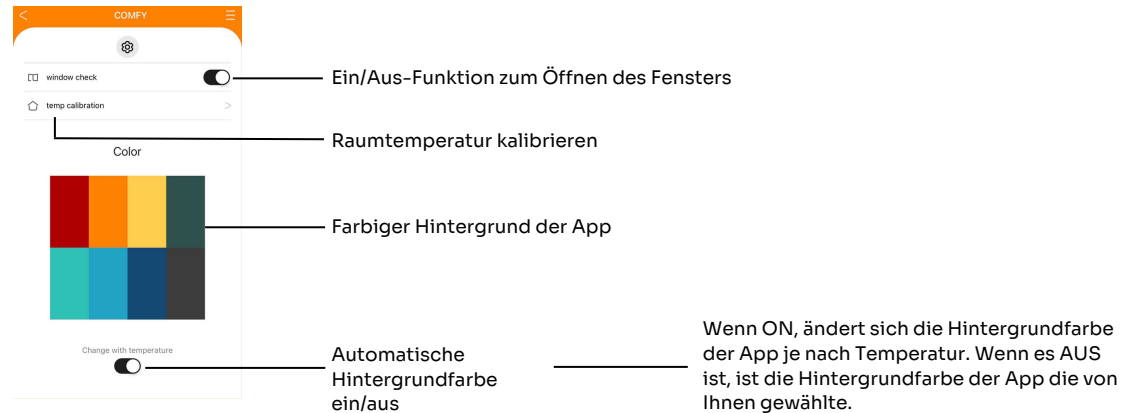 COMFY
window check
Ein/Aus-Funktion zum Öffnen des Fensters
temp calibration
Raumtemperatur kalibrieren
Color
Farbiger Hintergrund der App
Change with temperature
Automatische
Hintergrundfarbe
ein/aus
Wenn ON, ändert sich die Hintergrundfarbe
der App je nach Temperatur. Wenn es AUS
ist, ist die Hintergrundfarbe der App die von
Ihnen gewählte.